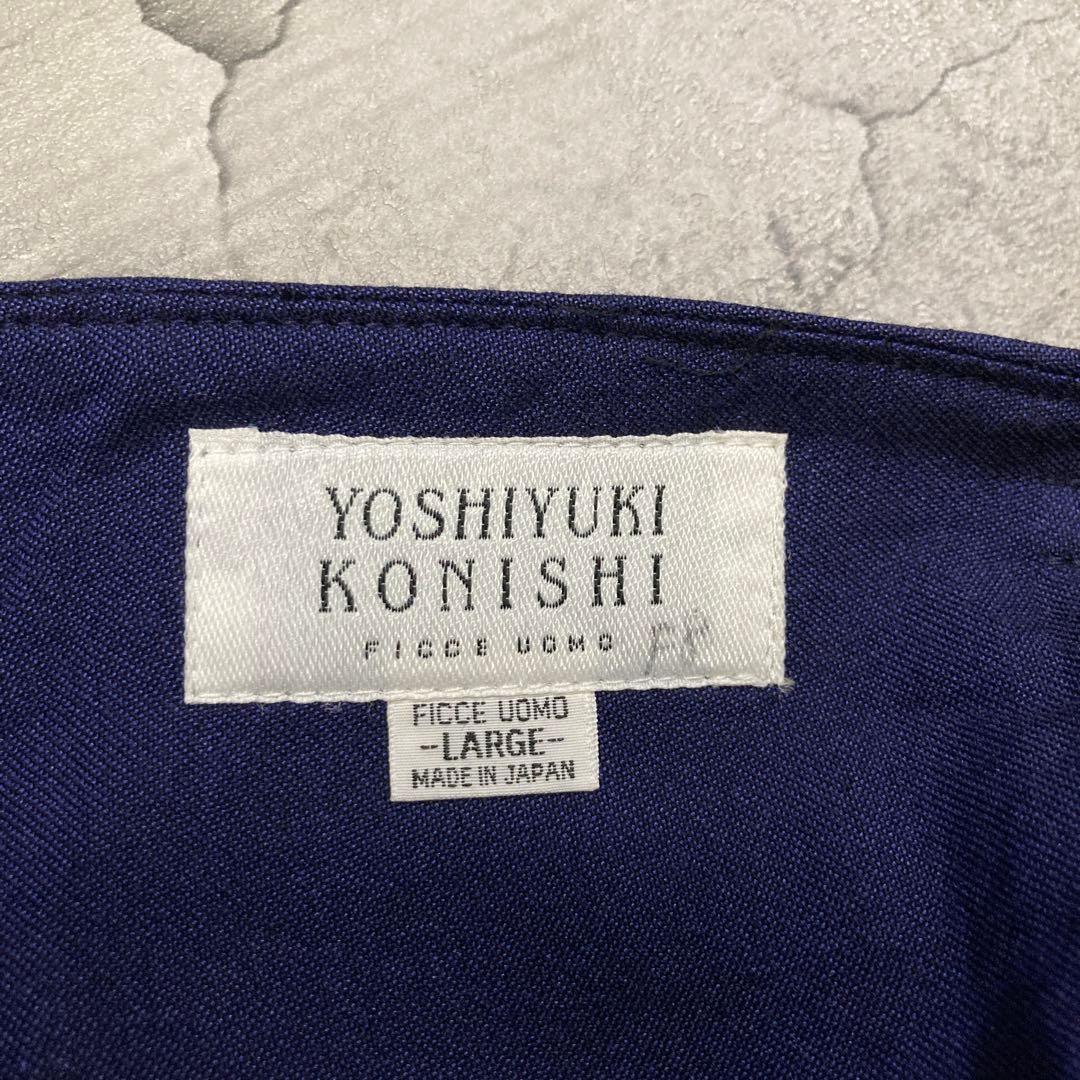 YOSHIYUKI
KONISHI
FICCE UOMO
FICCE UOMO
-LARGE-
MADE IN JAPAN